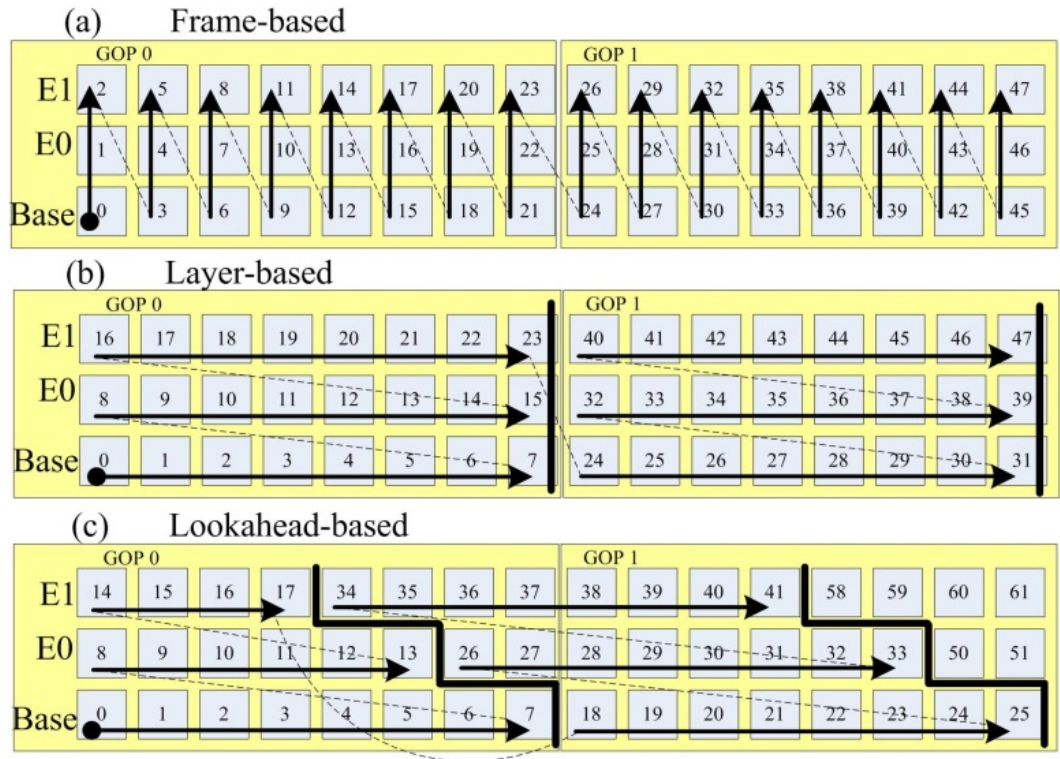 (a) Frame-based
GOP 0 GOP 1
E1 2 5 8 11 14 17 20 23 26 29 32 35 38 41 44 47
E0 1 4 7 10 13 16 19 22 25 28 31 34 37 40 43 46
Base 0 3 6 9 12 15 18 21 24 27 30 33 36 39 42 45
(b) Layer-based
GOP 0 GOP 1
E1 16 17 18 19 20 21 22 23 40 41 42 43 44 45 46 47
E0 8 9 10 11 12 13 14 15 32 33 34 35 36 37 38 39
Base 0 1 2 3 4 5 6 7 24 25 26 27 28 29 30 31
(c) Lookahead-based
GOP 0 GOP 1
E1 14 15 16 17 34 35 36 37 38 39 40 41 58 59 60 61
E0 8 9 10 11 12 13 26 27 28 29 30 31 32 33 50 51
Base 0 1 2 3 4 5 6 7 18 19 20 21 22 23 24 25